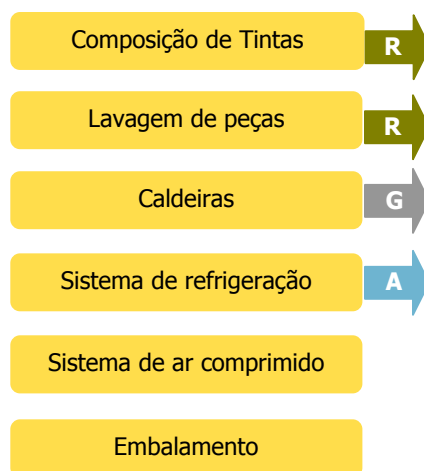 Composição de Tintas R
Lavagem de peças R
Caldeiras G
Sistema de refrigeração A
Sistema de ar comprimido
Embalamento